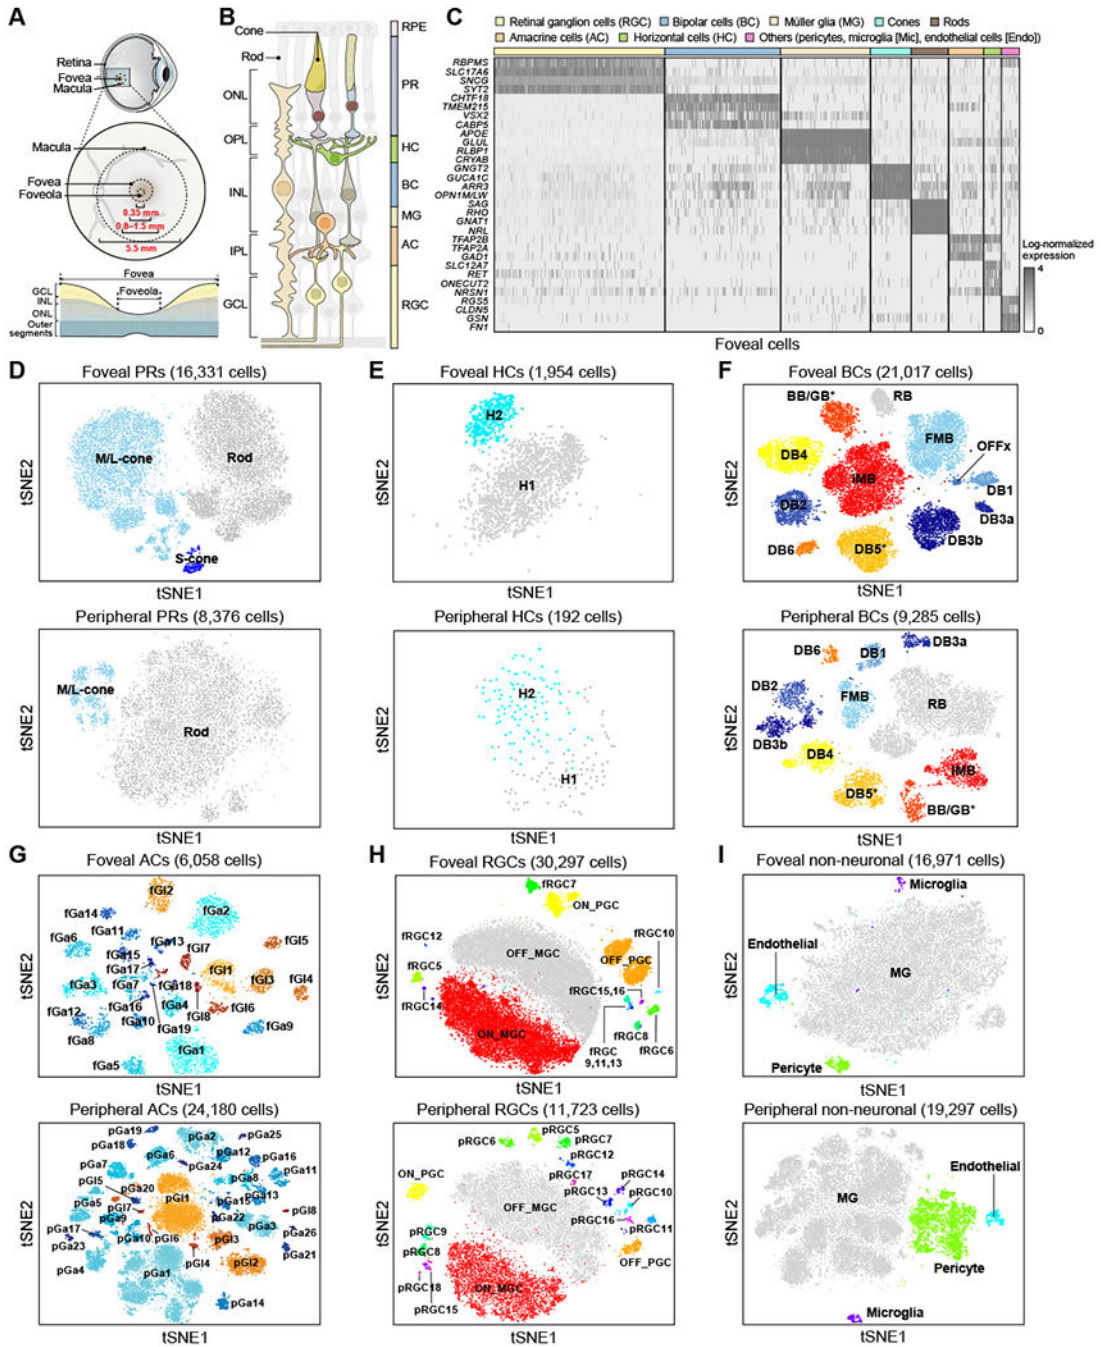 A
Retina
Fovea
Macula
Macula
Fovea
Foveola
0.35 mm
0.8–1.5 mm
5.5 mm
Fovea
Foveola
GCL
INL
ONL
Outer
segments
B
Cone
Rod
ONL
OPL
INL
IPL
GCL
RPE
PR
HC
BC
MG
AC
RGC
C
Retinal ganglion cells (RGC) Bipolar cells (BC) Müller glia (MG) Cones Rods
Amacrine cells (AC) Horizontal cells (HC) Others (pericytes, microglia [Mic], endothelial cells [Endo])
RBPMS
SLC17A6
SNCG
SYT2
CHTF18
TMEM215
VSX2
CABP5
APOE
GLUL
RLBP1
CRYAB
GNGT2
GUCA1C
ARR3
OPN1M/LW
SAG
RHO
GNAT1
NRL
TFAP2B
TFAP2A
GAD1
SLC12A7
RET
ONECUT2
NRSN1
RGS5
CLDN5
GSN
FN1
Foveal cells
Log-normalized
expression
4
0
D
Foveal PRs (16,331 cells)
M/L-cone
Rod
S-cone
tSNE2
tSNE1
Peripheral PRs (8,376 cells)
M/L-cone
Rod
tSNE2
tSNE1
E
Foveal HCs (1,954 cells)
H2
H1
tSNE2
tSNE1
Peripheral HCs (192 cells)
H2
H1
tSNE2
tSNE1
F
Foveal BCs (21,017 cells)
BB/GB*
RB
FMB
OFFx
DB4
IMB
DB1
DB2
DB3a
DB3b
DB6
DB5*
tSNE2
tSNE1
Peripheral BCs (9,285 cells)
DB3a
DB6
DB1
DB2
FMB
RB
DB3b
DB4
IMB
DB5*
BB/GB*
tSNE2
tSNE1
G
Foveal ACs (6,058 cells)
fGl2
fGa14
fGa2
fGa11
fGa6
fGa13
fGl7
fGl5
fGa15
fGa17
fGl1
fGa3
fGa7
fGa18
fGl3
fGl4
fGa12
fGa16
fGa4
fGl6
fGa10
fGl8
fGa8
fGa19
fGa9
fGa1
fGa5
tSNE2
tSNE1
Peripheral ACs (24,180 cells)
pGa19
pGa2
pGa25
pGa18
pGa12
pGa6
pGa16
pGa7
pGa24
pGa11
pGl5
pGa20
pGa8
pGl1
pGa13
pGa5
pGl7
pGa15
pGl8
pGa9
pGa22
pGa3
pGa17
pGa10
pGl6
pGl3
pGa26
pGa23
pGa21
pGa4
pGa1
pGl4
pGl2
pGa14
tSNE2
tSNE1
H
Foveal RGCs (30,297 cells)
fRGC7
ON_PGC
fRGC12
OFF_MGC
fRGC10
OFF_PGC
fRGC5
fRGC15,16
fRGC14
ON_MGC
fRGC8
fRGC
9,11,13
fRGC6
tSNE2
tSNE1
Peripheral RGCs (11,723 cells)
pRGC5
pRGC6
pRGC7
pRGC12
ON_PGC
pRGC17
pRGC14
pRGC13
pRGC10
OFF_MGC
pRGC16
pRGC9
pRGC11
pRGC8
OFF_PGC
pRGC18
ON_MGC
pRGC15
tSNE2
tSNE1
I
Foveal non-neuronal (16,971 cells)
Microglia
Endothelial
MG
Pericyte
tSNE2
tSNE1
Peripheral non-neuronal (19,297 cells)
Endothelial
MG
Pericyte
Microglia
tSNE2
tSNE1